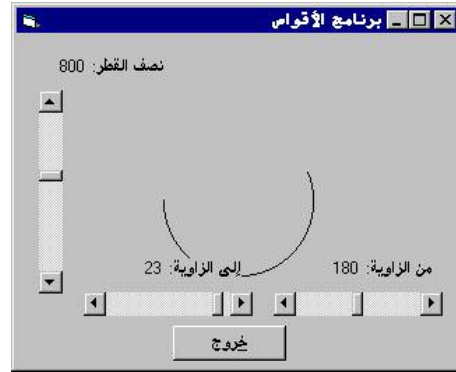 برنامج الأقواس
نصف القطر: 800
إلى الزاوية: 23
من الزاوية: 180
خروج